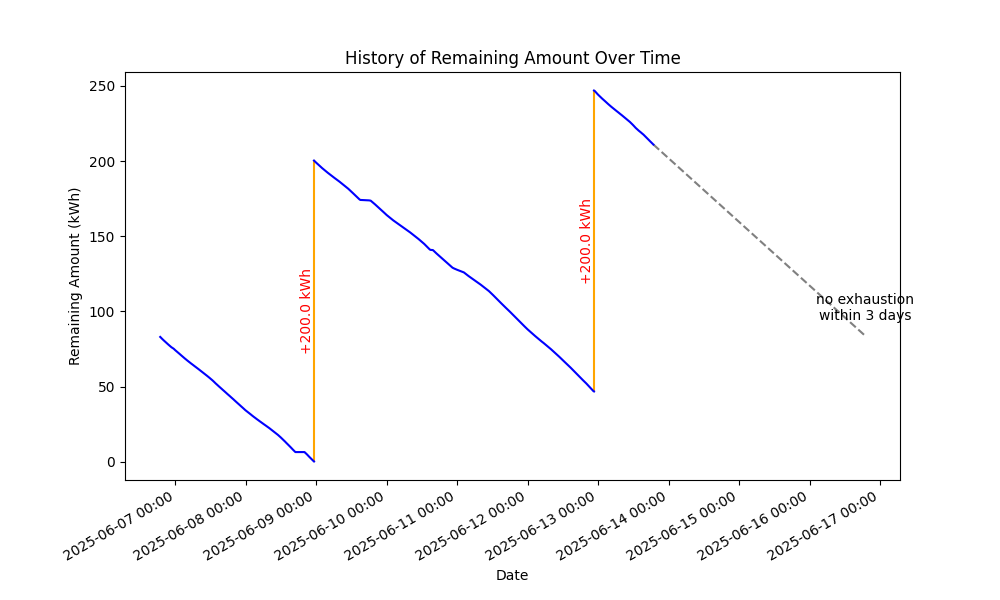 History of Remaining Amount Over Time
Remaining Amount (kWh)
250
200
150
100
50
0
+200.0 kWh
+200.0 kWh
no exhaustion
within 3 days
2025-06-07 00:00
2025-06-08 00:00
2025-06-09 00:00
2025-06-10 00:00
2025-06-11 00:00
2025-06-12 00:00
2025-06-13 00:00
2025-06-14 00:00
2025-06-15 00:00
2025-06-16 00:00
2025-06-17 00:00
Date